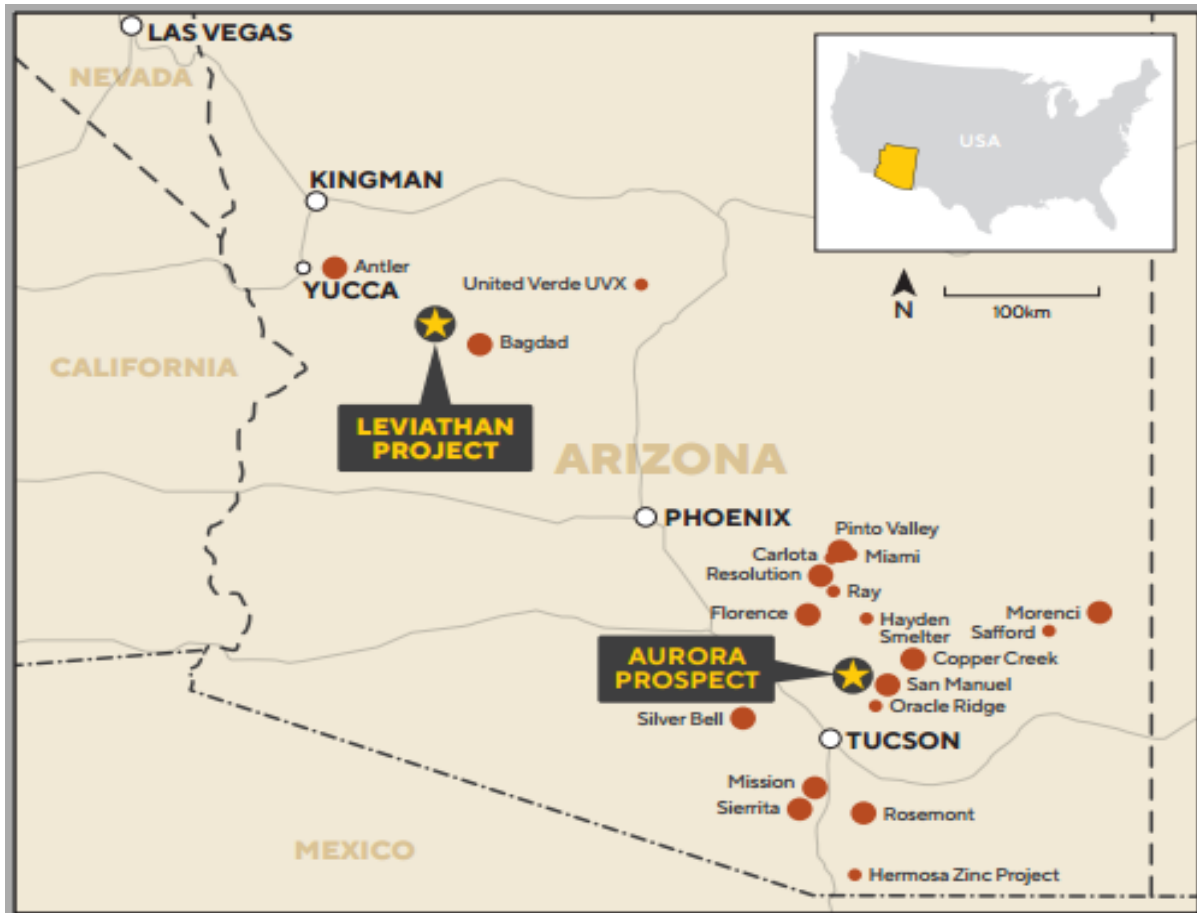 LAS VEGAS
NEVADA
USA
KINGMAN
Antler
YUCCA
United Verde UVX
N
100km
Bagdad
CALIFORNIA
LEVIATHAN
PROJECT
ARIZONA
PHOENIX
Pinto Valley
Carlota
Miami
Resolution
Ray
Florence
Hayden
Smelter
Morenci
Safford
AURORA
PROSPECT
Copper Creek
San Manuel
Oracle Ridge
Silver Bell
TUCSON
Mission
Sierrita
Rosemont
MEXICO
Hermosa Zinc Project